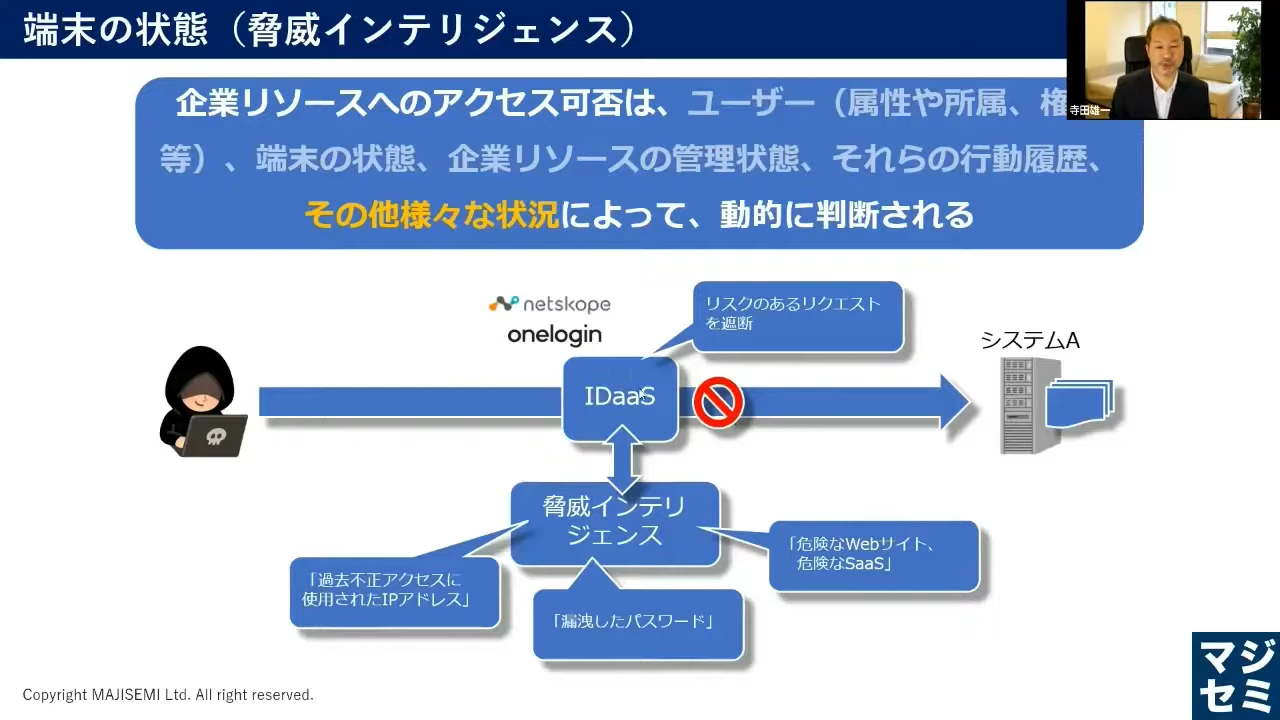 端末の状態（脅威インテリジェンス）
寺田雄一
企業リソースへのアクセス可否は、ユーザー（属性や所属、権
等）、端末の状態、企業リソースの管理状態、それらの行動履歴、
その他様々な状況によって、動的に判断される
netskope
onelogin
リスクのあるリクエスト
を遮断
システムA
IDaaS
脅威インテリ
ジェンス
「過去不正アクセスに
使用されたIPアドレス」
「漏洩したパスワード」
「危険なWebサイト、
危険なSaaS」
Copyright MAJISEMI Ltd. All right reserved.
マジ
セミ